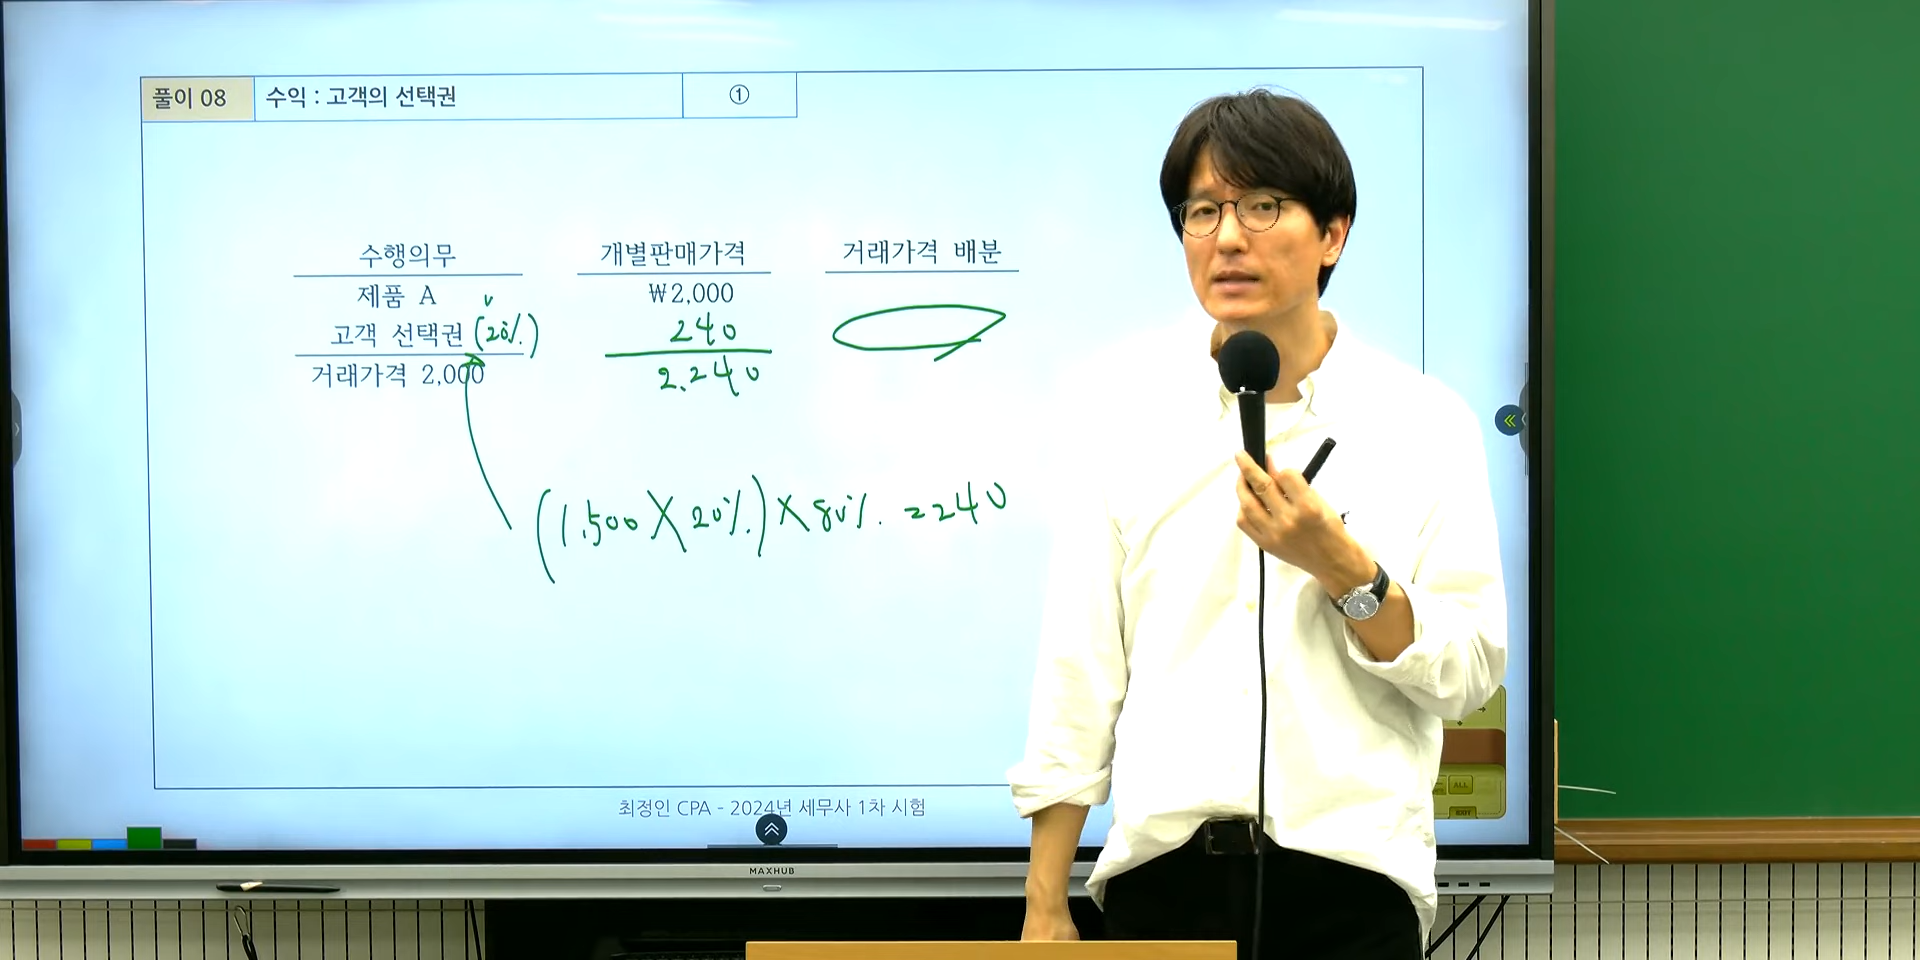 풀이 08 수익 : 고객의 선택권 ①
수행의무 개별판매가격 거래가격 배분
제품 A ₩2,000
고객 선택권 (20%) 240
거래가격 2,000 2.240
(1.500 X 20%) X 80% = 240
최정인 CPA - 2024년 세무사 1차 시험
MAXHUB
ALL
EXIT